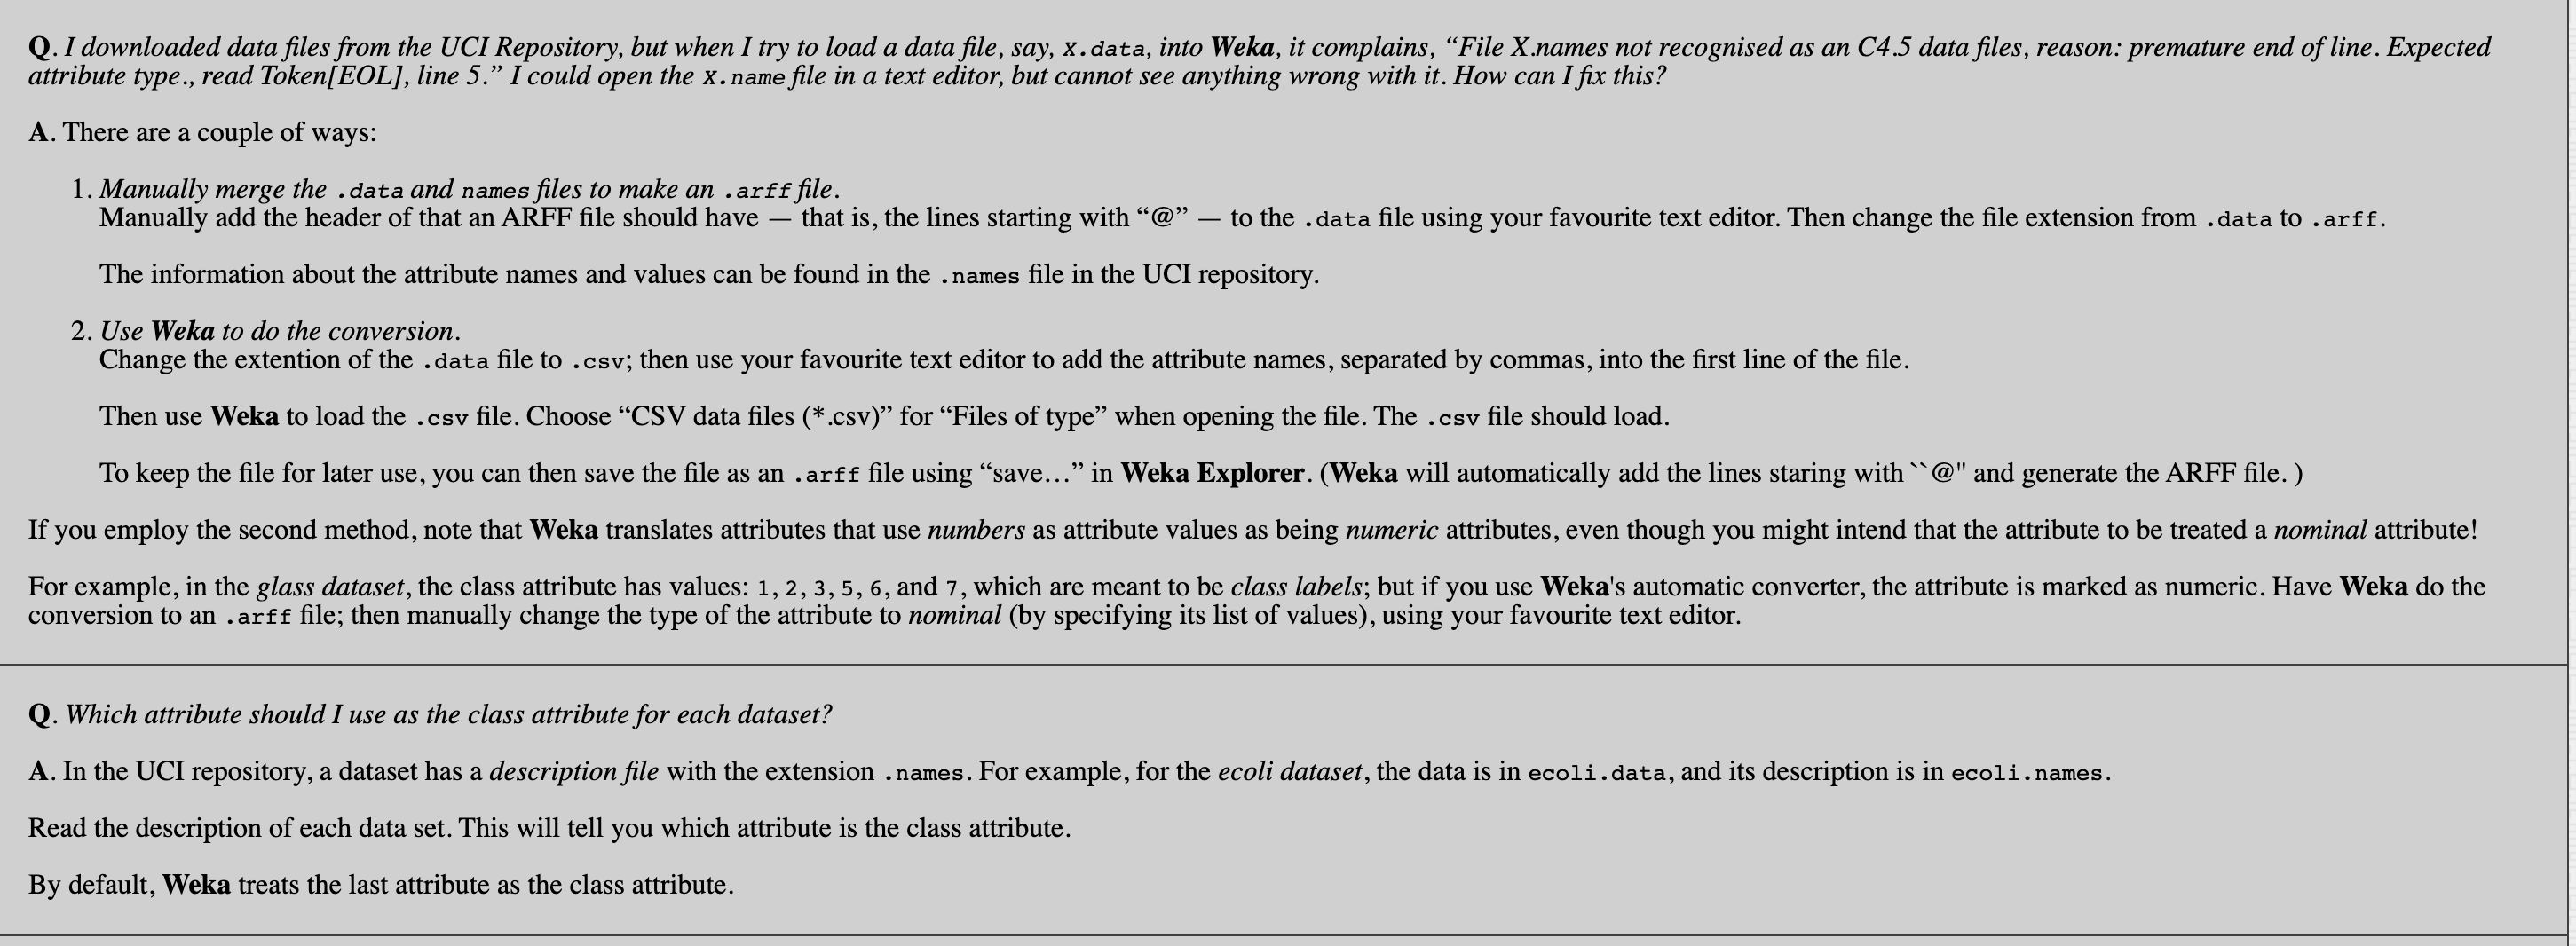 Q. I downloaded data files from the UCI Repository, but when I try to load a data file, say, X.data, into Weka, it complains, “File X.names not recognised as an C4.5 data files, reason: premature end of line. Expected
attribute type., read Token[EOL], line 5.” I could open the X.name file in a text editor, but cannot see anything wrong with it. How can I fix this?
A. There are a couple of ways:
1. Manually merge the .data and names files to make an .arff file.
Manually add the header of that an ARFF file should have — that is, the lines starting with “@” — to the .data file using your favourite text editor. Then change the file extension from .data to .arff.
The information about the attribute names and values can be found in the .names file in the UCI repository.
2. Use Weka to do the conversion.
Change the extention of the .data file to .csv; then use your favourite text editor to add the attribute names, separated by commas, into the first line of the file.
Then use Weka to load the .csv file. Choose “CSV data files (*.csv)” for “Files of type” when opening the file. The .csv file should load.
To keep the file for later use, you can then save the file as an .arff file using “save…” in Weka Explorer. (Weka will automatically add the lines staring with ``@" and generate the ARFF file. )
If you employ the second method, note that Weka translates attributes that use numbers as attribute values as being numeric attributes, even though you might intend that the attribute to be treated a nominal attribute!
For example, in the glass dataset, the class attribute has values: 1, 2, 3, 5, 6, and 7, which are meant to be class labels; but if you use Weka's automatic converter, the attribute is marked as numeric. Have Weka do the
conversion to an .arff file; then manually change the type of the attribute to nominal (by specifying its list of values), using your favourite text editor.
Q. Which attribute should I use as the class attribute for each dataset?
A. In the UCI repository, a dataset has a description file with the extension .names. For example, for the ecoli dataset, the data is in ecoli.data, and its description is in ecoli.names.
Read the description of each data set. This will tell you which attribute is the class attribute.
By default, Weka treats the last attribute as the class attribute.